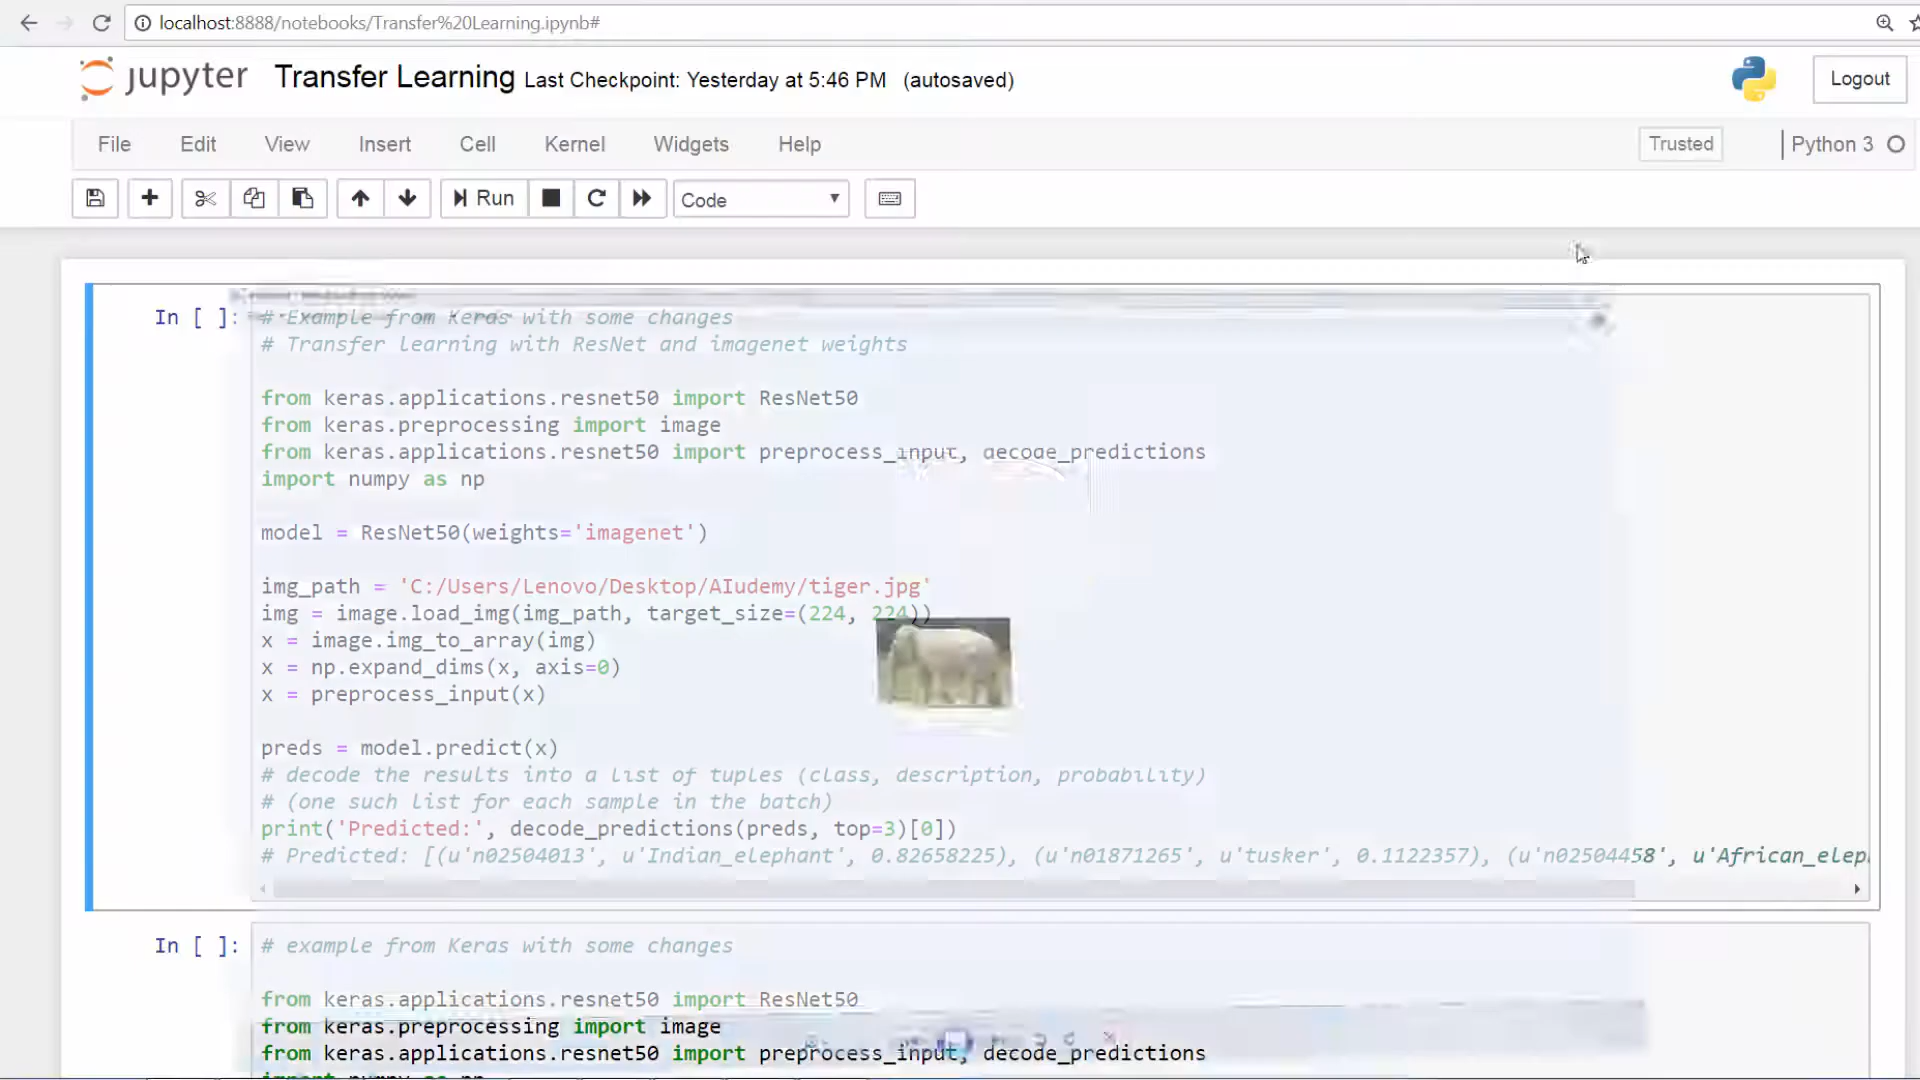 localhost:8888/notebooks/Transfer%20Learning.ipynb#
jupyter Transfer Learning Last Checkpoint: Yesterday at 5:46 PM (autosaved) Logout
File Edit View Insert Cell Kernel Widgets Help Trusted Python 3
Run Code
In [ ]: # Example from Keras with some changes
# Transfer learning with ResNet and imagenet weights
from keras.applications.resnet50 import ResNet50
from keras.preprocessing import image
from keras.applications.resnet50 import preprocess_input, decode_predictions
import numpy as np
model = ResNet50(weights='imagenet')
img_path = 'C:/Users/Lenovo/Desktop/AIudemy/tiger.jpg'
img = image.load_img(img_path, target_size=(224, 224))
x = image.img_to_array(img)
x = np.expand_dims(x, axis=0)
x = preprocess_input(x)
preds = model.predict(x)
# decode the results into a list of tuples (class, description, probability)
# (one such list for each sample in the batch)
print('Predicted:', decode_predictions(preds, top=3)[0])
# Predicted: [(u'n02504013', u'Indian_elephant', 0.82658225), (u'n01871265', u'tusker', 0.1122357), (u'n02504458', u'African_elep
In [ ]: # example from Keras with some changes
from keras.applications.resnet50 import ResNet50
from keras.preprocessing import image
from keras.applications.resnet50 import preprocess_input, decode_predictions
import numpy as np